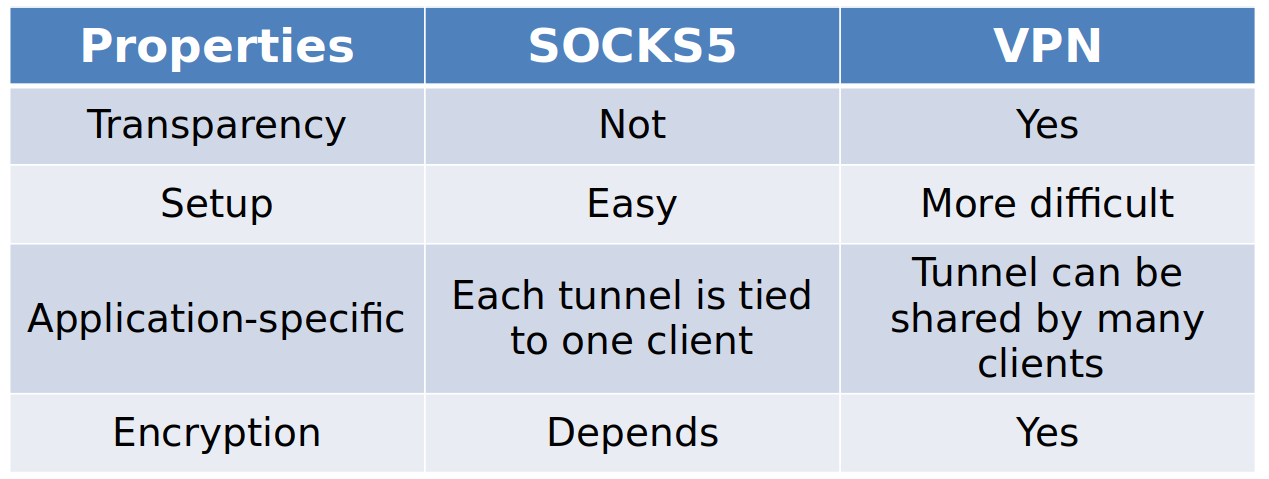 Properties SOCKS5 VPN
Transparency Not Yes
Setup Easy More difficult
Application-specific
Each tunnel is tied
to one client
Tunnel can be
shared by many
clients
Encryption Depends Yes